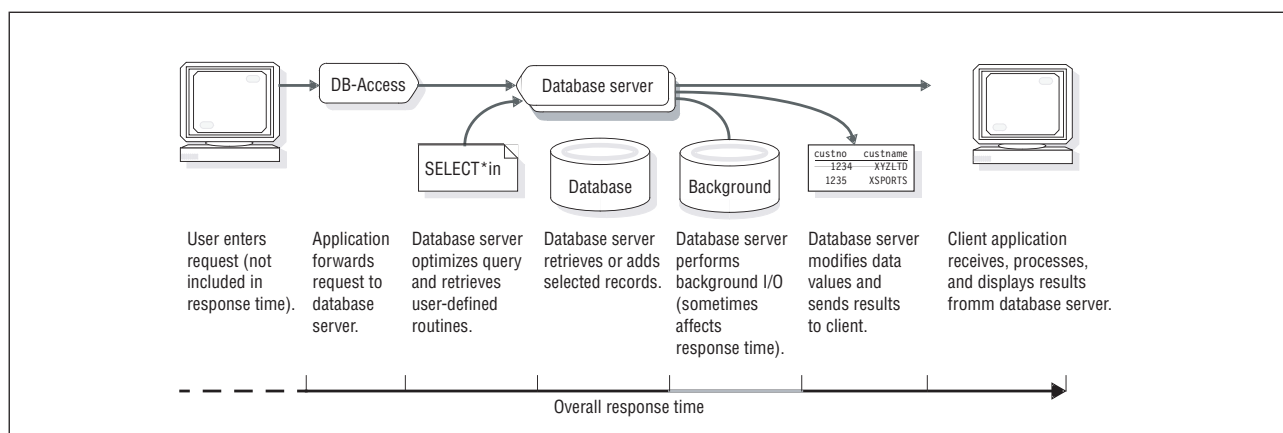 DB-Access
Database server
SELECT*in
Database
Background
custno custname
1234 XYZLTD
1235 XSPORTS
User enters
request (not
included in
response time).
Application
forwards
request to
database
server.
Database server
optimizes query
and retrieves
user-defined
routines.
Database server
retrieves or adds
selected records.
Database server
performs
background I/O
(sometimes
affects
response time).
Database server
modifies data
values and
sends results
to client.
Client application
receives, processes,
and displays results
fromm database server.
Overall response time